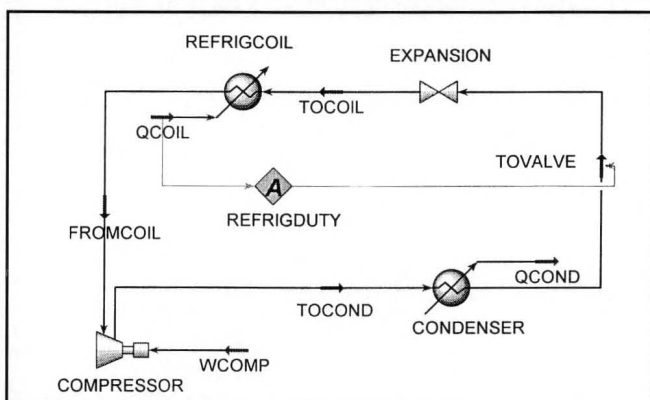 REFRIGCOIL
EXPANSION
TOCOIL
QCOIL
TOVALVE
A
REFRIGDUTY
FROMCOIL
QCOND
TOCOND
CONDENSER
WCOMP
COMPRESSOR